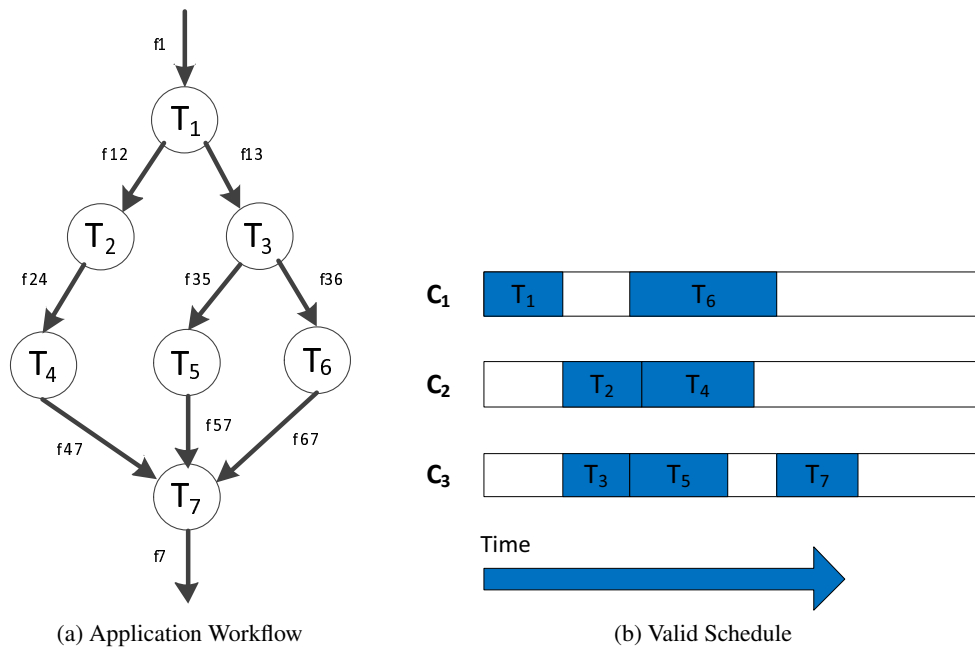 f1
T1
f12
f13
T2
T3
f24
f35
f36
T4
T5
T6
f47
f57
f67
T7
f7
(a) Application Workflow
C1
T1
T6
C2
T2
T4
C3
T3
T5
T7
Time
(b) Valid Schedule